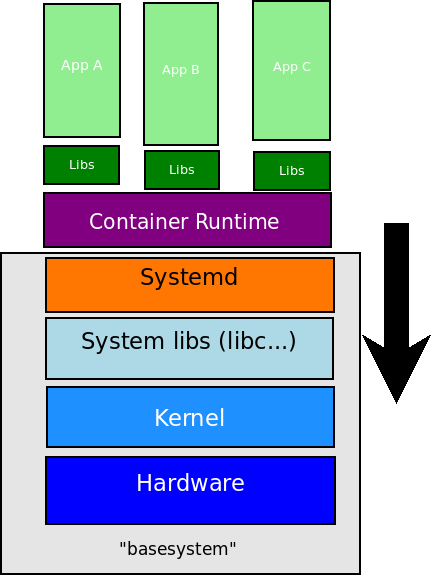 App A
App B
App C
Libs
Libs
Libs
Container Runtime
Systemd
System libs (libc...)
Kernel
Hardware
"basesystem"